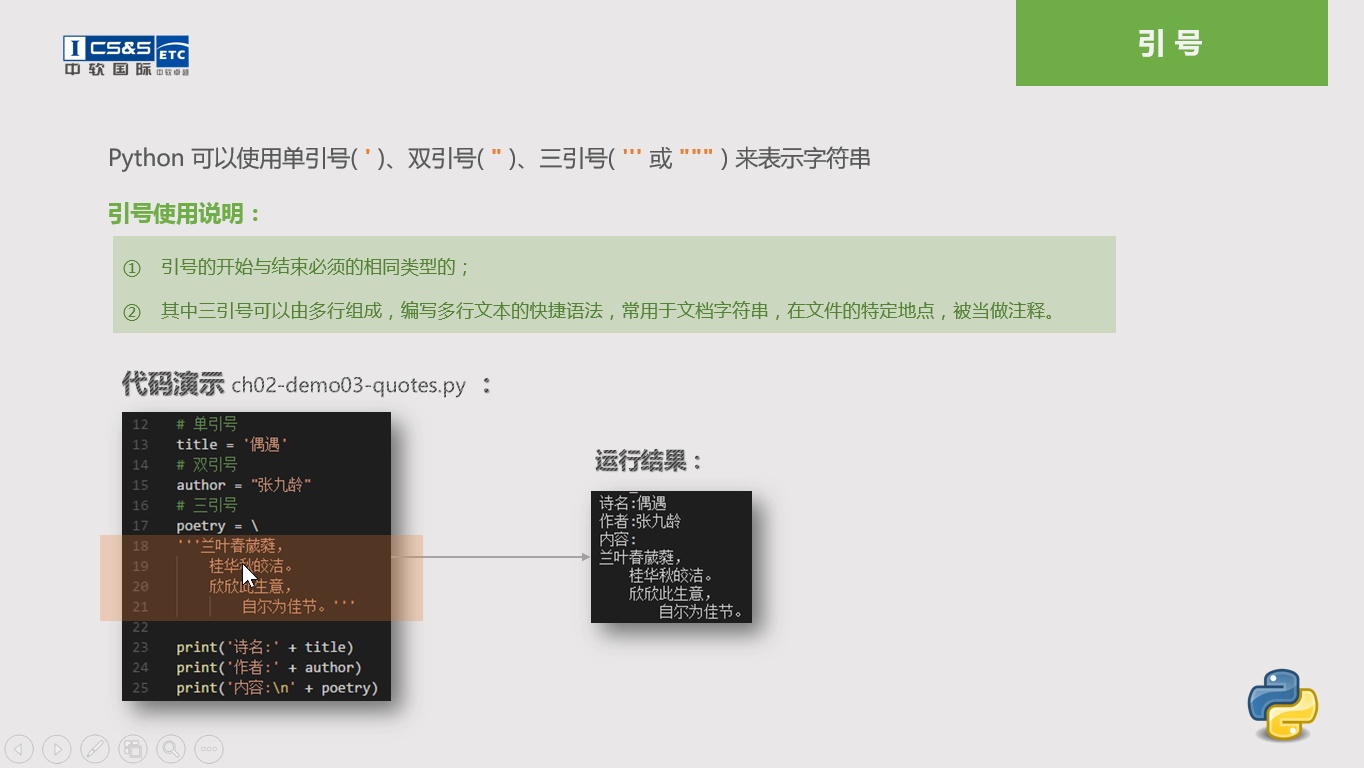 I CS&S ETC
中软国际 中软卓越
引号
Python 可以使用单引号( ' )、双引号( " )、三引号( ''' 或 """ ) 来表示字符串
引号使用说明：
① 引号的开始与结束必须的相同类型的；
② 其中三引号可以由多行组成，编写多行文本的快捷语法，常用于文档字符串，在文件的特定地点，被当做注释。
代码演示 ch02-demo03-quotes.py ：
12 # 单引号
13 title = '偶遇'
14 # 双引号
15 author = "张九龄"
16 # 三引号
17 poetry = \
18 '''兰叶春葳蕤，
19 桂华秋皎洁。
20 欣欣此生意，
21 自尔为佳节。'''
22
23 print('诗名:' + title)
24 print('作者:' + author)
25 print('内容:\n' + poetry)
运行结果：
诗名:偶遇
作者:张九龄
内容:
兰叶春葳蕤，
桂华秋皎洁。
欣欣此生意，
自尔为佳节。